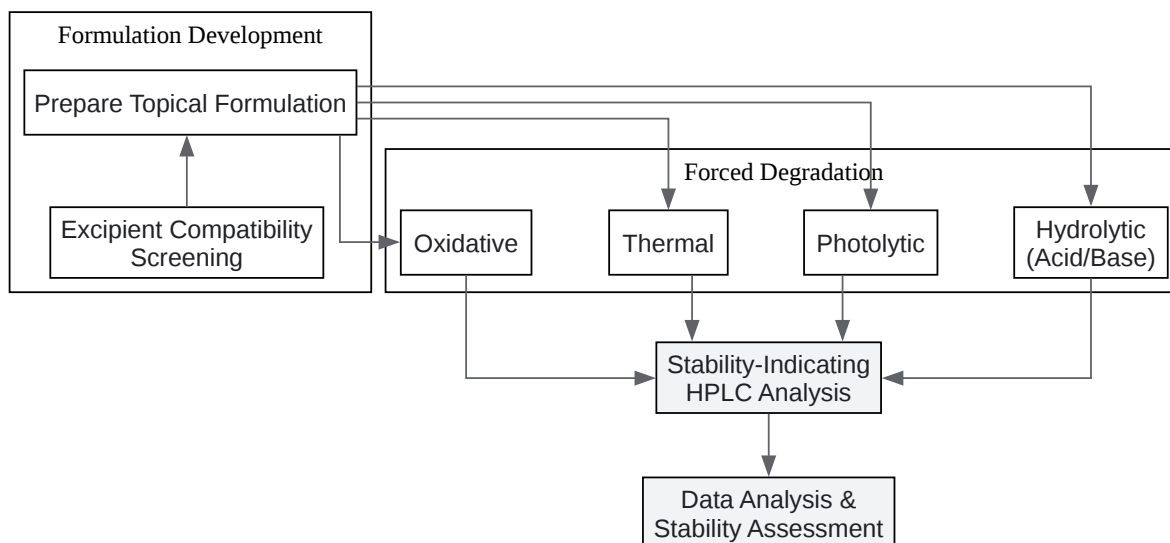 Formulation Development
Prepare Topical Formulation
Excipient Compatibility
Screening
Forced Degradation
Oxidative
Thermal
Photolytic
Hydrolytic
(Acid/Base)
Stability-Indicating
HPLC Analysis
Data Analysis &
Stability Assessment